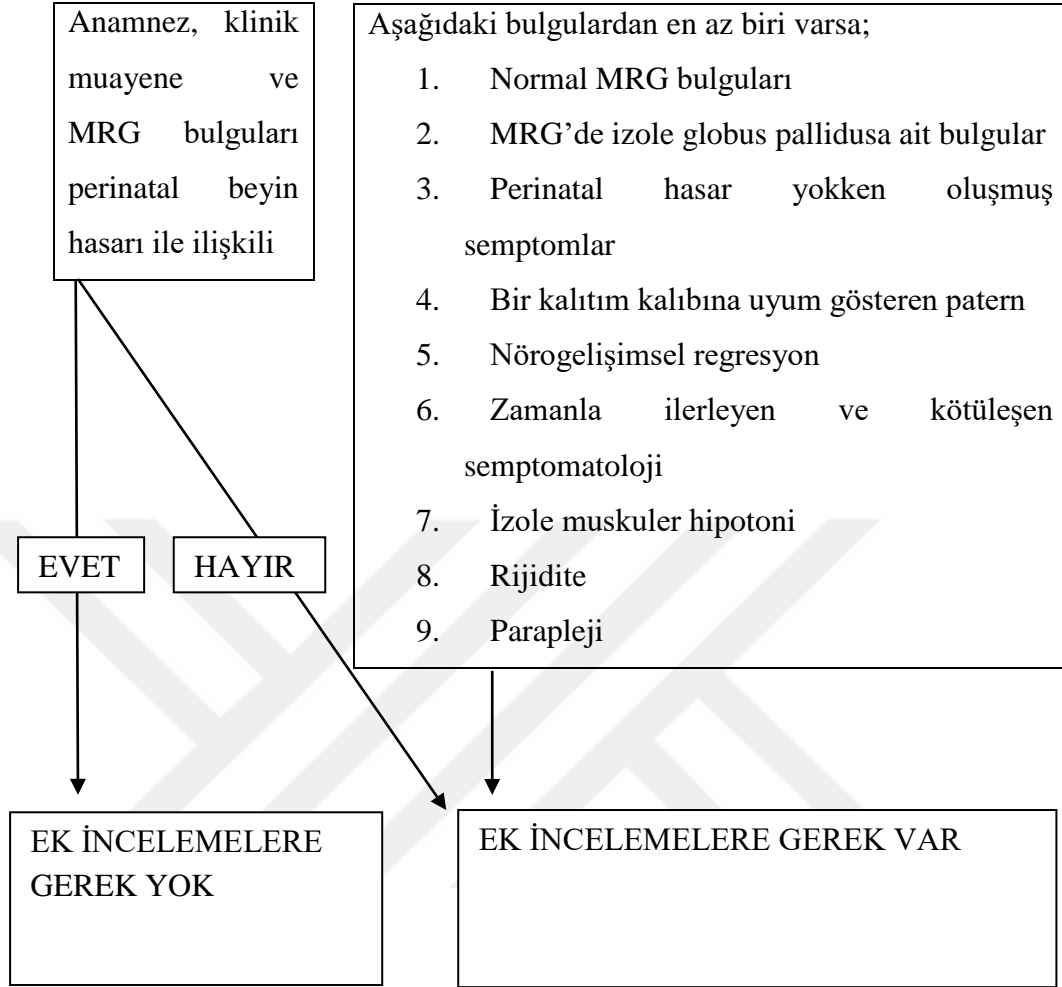 Anamnez, klinik
muayene ve
MRG bulguları
perinatal beyin
hasarı ile ilişkili
Aşağıdaki bulgulardan en az biri varsa;
1. Normal MRG bulguları
2. MRG’de izole globus pallidusa ait bulgular
3. Perinatal hasar yokken oluşmuş
semptomlar
4. Bir kalıtım kalıbına uyum gösteren patern
5. Nörogelişimsel regresyon
6. Zamanla ilerleyen ve kötüleşen
semptomatoloji
7. İzole muskuler hipotoni
8. Rijidite
9. Parapleji
EVET
HAYIR
EK İNCELEMELERE
GEREK YOK
EK İNCELEMELERE GEREK VAR